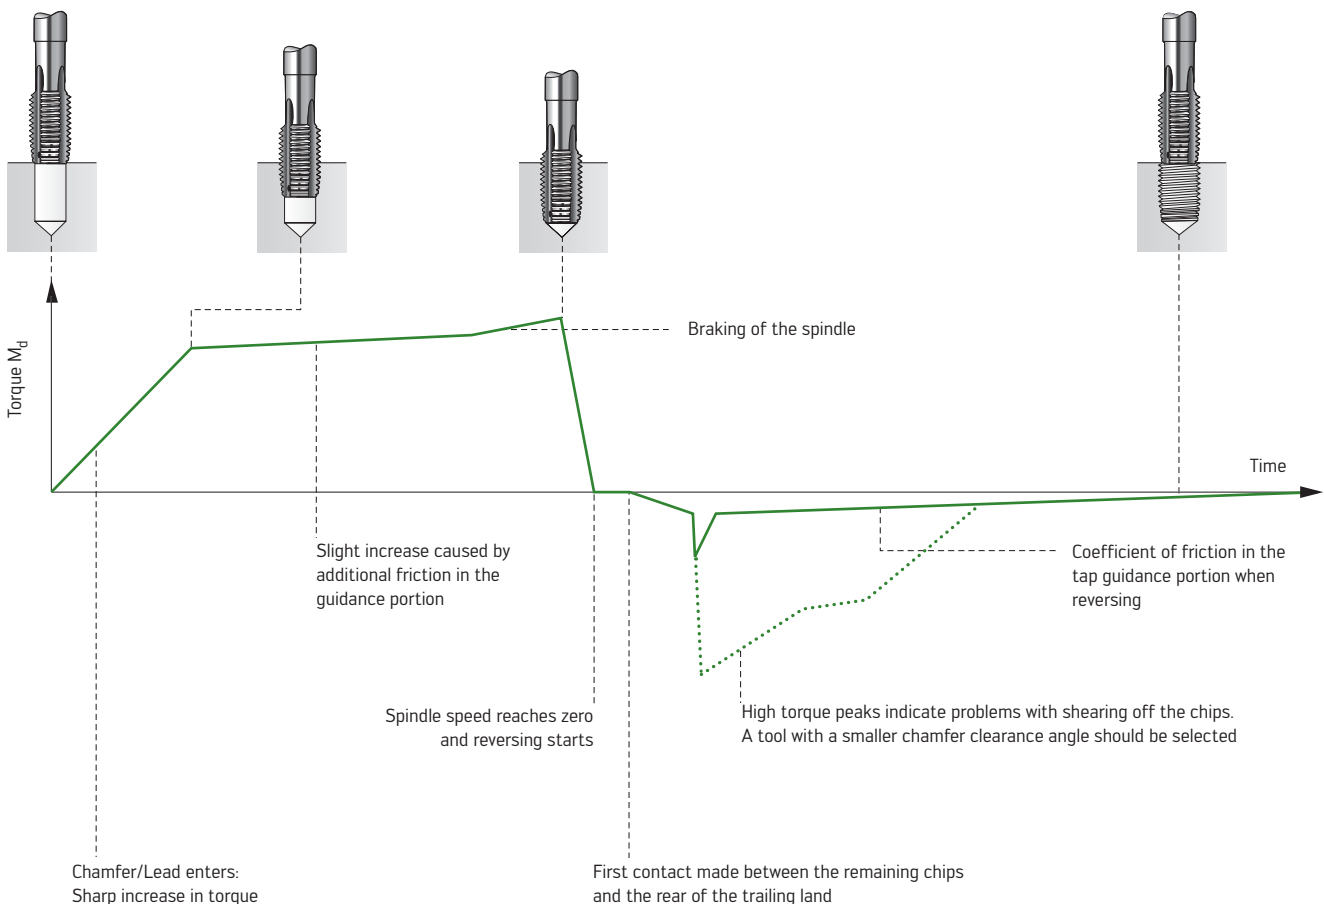 Braking of the spindle
Torque Md
Time
Slight increase caused by
additional friction in the
guidance portion
Coefficient of friction in the
tap guidance portion when
reversing
Spindle speed reaches zero
and reversing starts
High torque peaks indicate problems with shearing off the chips.
A tool with a smaller chamfer clearance angle should be selected
Chamfer/Lead enters:
Sharp increase in torque
First contact made between the remaining chips
and the rear of the trailing land